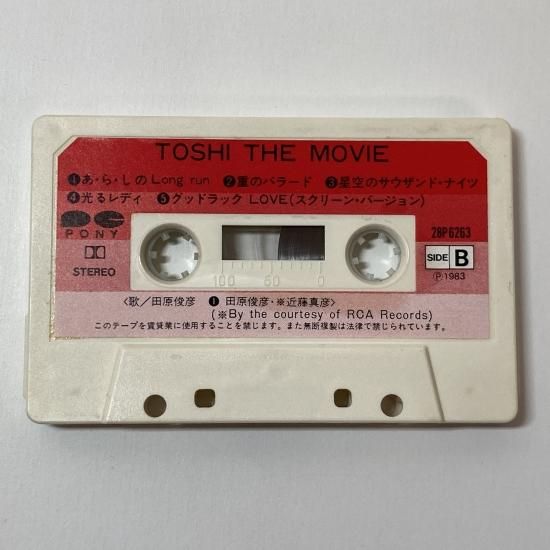 TOSHI THE MOVIE
❶あ・ら・しのLong run ❷重のバラード ❸星空のサウザンド・ナイツ
❹光るレディ ❺グッドラック LOVE(スクリーン・バージョン)
PONY
28P6263
STEREO
SIDE B
100 50 0
Ⓟ1983
〈歌/田原俊彦 ❶ 田原俊彦・※近藤真彦〉
(※By the courtesy of RCA Records)
このテープを賃貸業に使用することを禁じます。また無断複製は法律で禁じられています。